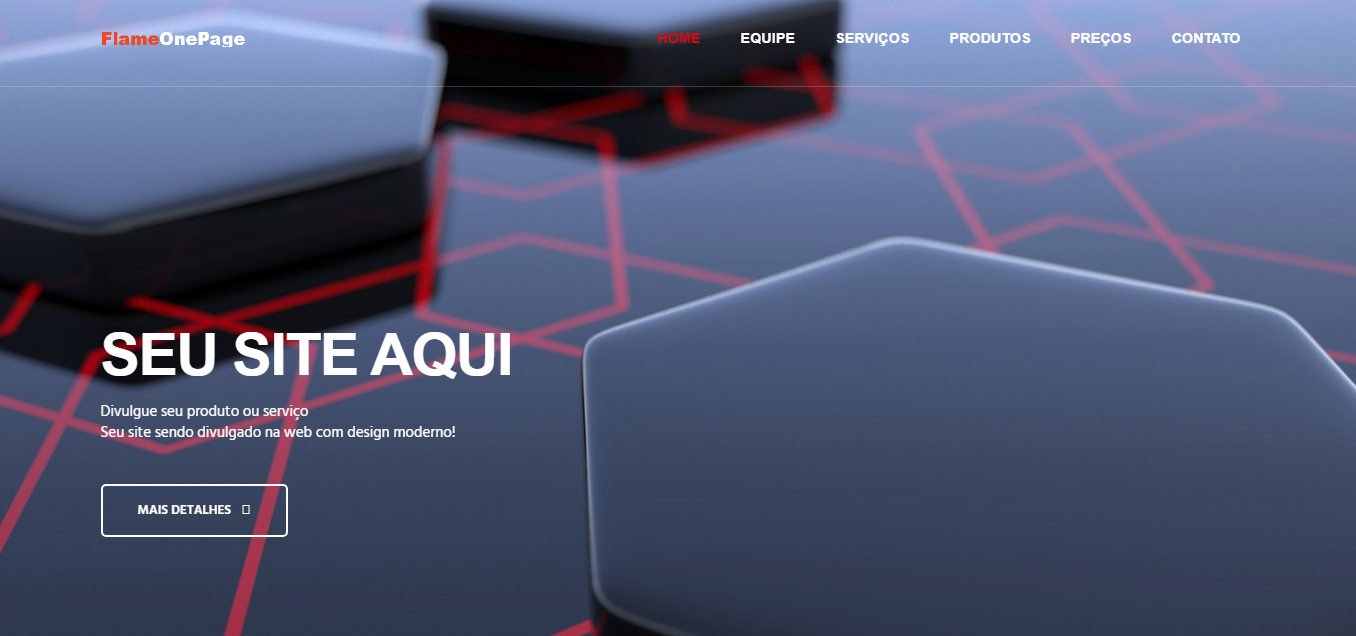 FlameOnePage
HOME EQUIPE SERVIÇOS PRODUTOS PREÇOS CONTATO
SEU SITE AQUI
Divulgue seu produto ou serviço
Seu site sendo divulgado na web com design moderno!
MAIS DETALHES